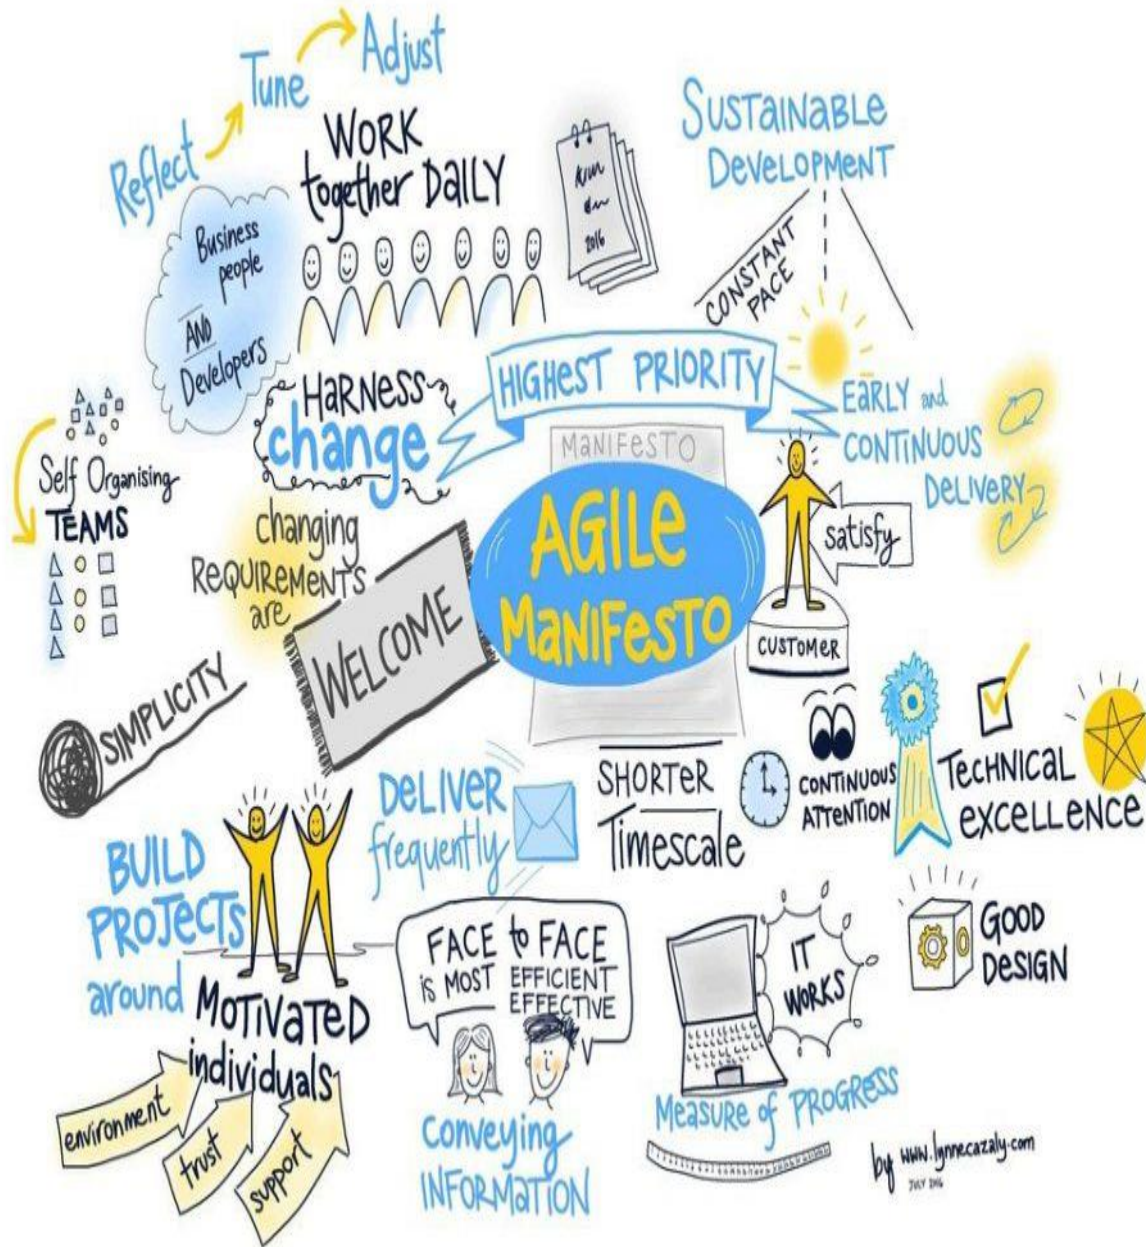 Reflect
Tune
Adjust
WORK
together DAILY
Business
people
AND
Developers
2016
SUSTAINABLE
DEVELOPMENT
CONSTANT
PACE
HARNESS
change
HIGHEST PRIORITY
EARLY and
CONTINUOUS
DELIVERY
MANIFESTO
AGILE
MANIFESTO
satisfy
CUSTOMER
Self Organising
TEAMS
changing
REQUIREMENTS
are
WELCOME
SIMPLICITY
DELIVER
frequently
SHORTER
Timescale
CONTINUOUS
ATTENTION
TECHNICAL
EXCELLENCE
BUILD
PROJECTS
around
MOTIVATED
individuals
environment
trust
support
FACE to FACE
is MOST EFFICIENT
EFFECTIVE
Conveying
INFORMATION
IT
WORKS
GOOD
DESIGN
Measure of PROGRESS
by www.lynnecazaly.com
JULY 2016